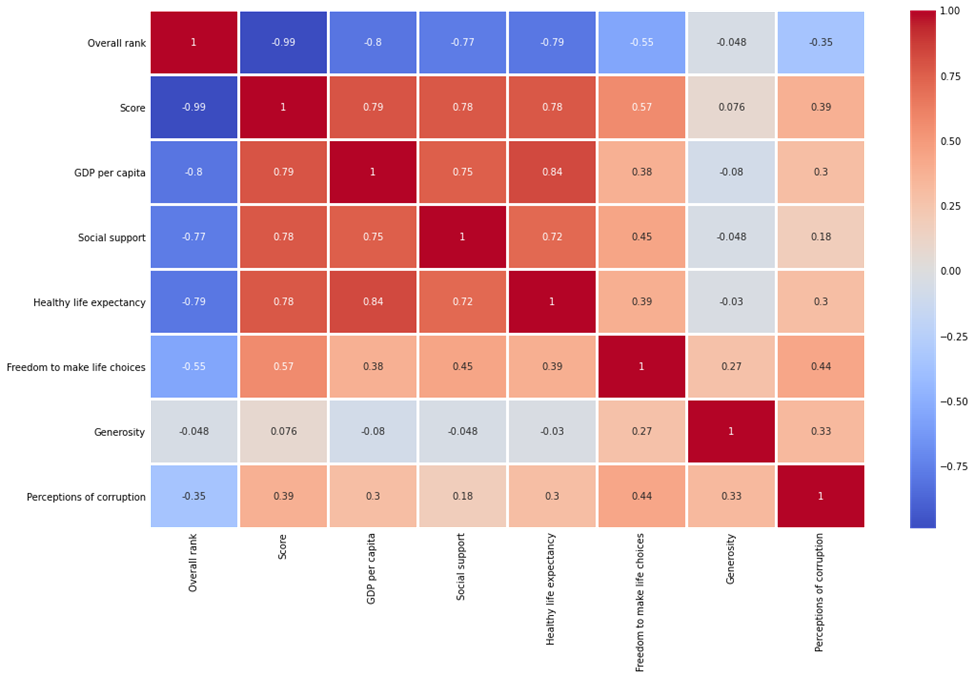 Overall rank 1 -0.99 -0.8 -0.77 -0.79 -0.55 -0.048 -0.35
Score -0.99 1 0.79 0.78 0.78 0.57 0.076 0.39
GDP per capita -0.8 0.79 1 0.75 0.84 0.38 -0.08 0.3
Social support -0.77 0.78 0.75 1 0.72 0.45 -0.048 0.18
Healthy life expectancy -0.79 0.78 0.84 0.72 1 0.39 -0.03 0.3
Freedom to make life choices -0.55 0.57 0.38 0.45 0.39 1 0.27 0.44
Generosity -0.048 0.076 -0.08 -0.048 -0.03 0.27 1 0.33
Perceptions of corruption -0.35 0.39 0.3 0.18 0.3 0.44 0.33 1
Overall rank
Score
GDP per capita
Social support
Healthy life expectancy
Freedom to make life choices
Generosity
Perceptions of corruption
1.00
0.75
0.50
0.25
0.00
−0.25
−0.50
−0.75